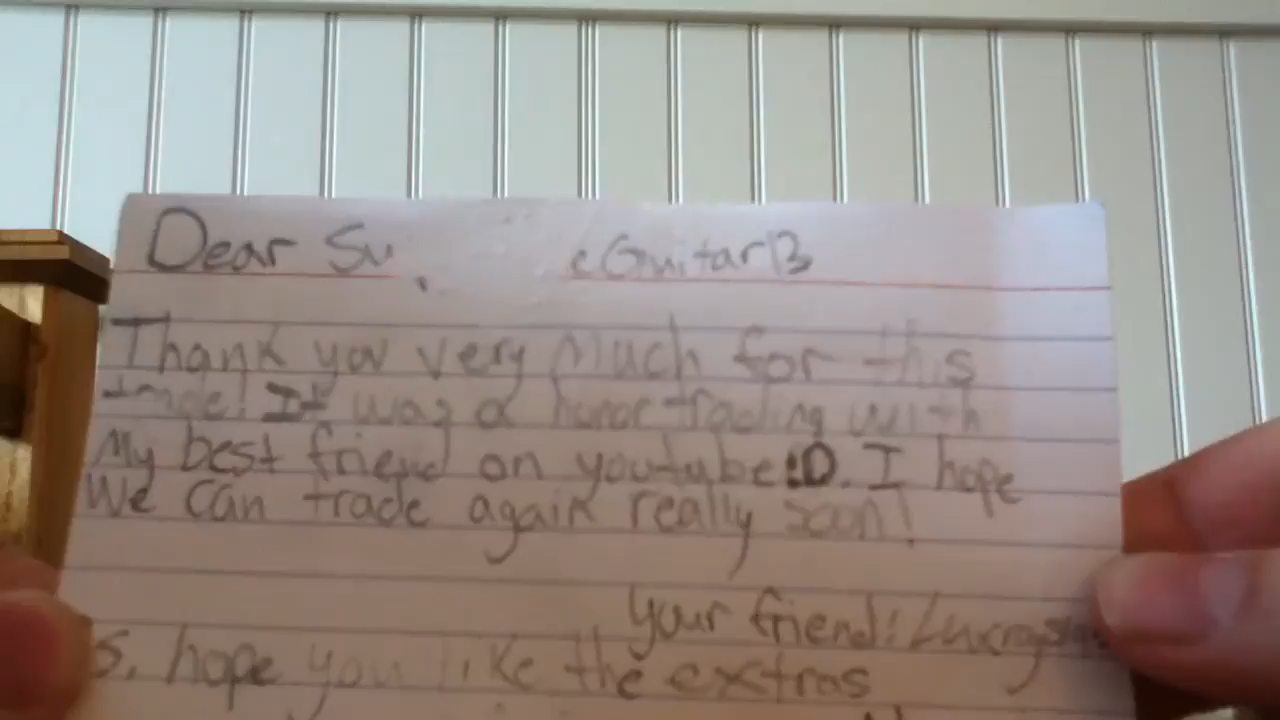 Dear Su eGuitar13
Thank you very much for this
trade! It was a honor trading with
My best friend on youtube:D. I hope
We can trade again really soon!
your friend:
s. hope you like the extras